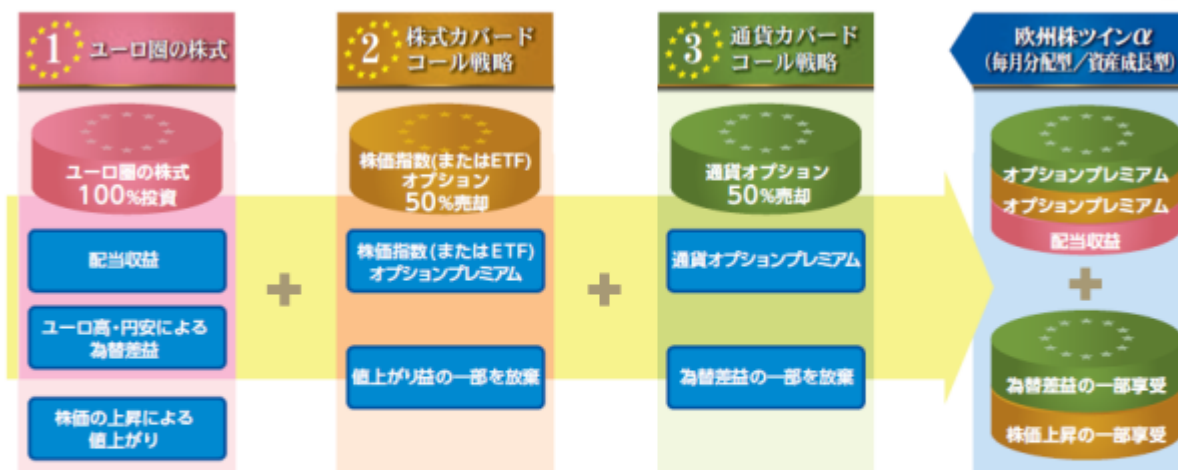 1 ユーロ圏の株式
ユーロ圏の株式
100%投資
配当収益
ユーロ高・円安による
為替差益
株価の上昇による
値上がり
2 株式カバード
コール戦略
株価指数(またはETF)
オプション
50%売却
株価指数(またはETF)
オプションプレミアム
値上がり益の一部を放棄
3 通貨カバード
コール戦略
通貨オプション
50%売却
通貨オプションプレミアム
為替差益の一部を放棄
欧州株ツインα
(毎月分配型/資産成長型)
オプションプレミアム
オプションプレミアム
配当収益
為替差益の一部享受
株価上昇の一部享受